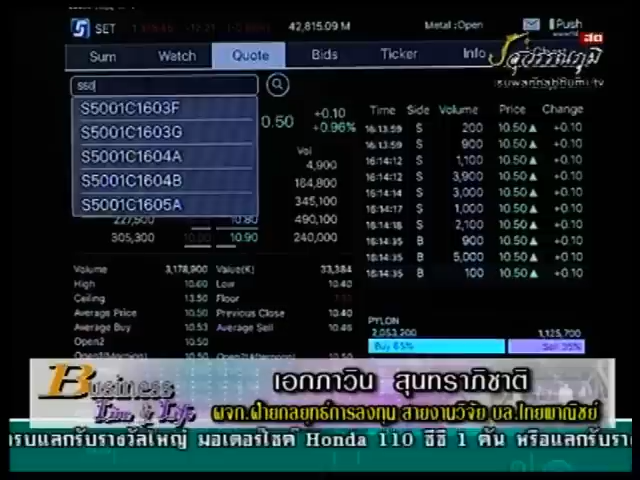 SET
42,815.09 M
Metal :Open
Push
สด
Sum Watch Quote Bids Ticker Info
สุวรรณภูมิ
S5001C1603F
S5001C1603G
S5001C1604A
S5001C1604B
S5001C1605A
0.50
+0.10
+0.96%
Vol
4,900
164,800
345,100
227,500 10.80 490,100
305,300 10.90 240,000
Time Side Volume Price Change
16:13:59 S 200 10.50▲ +0.10
16:13:59 S 900 10.50▲ +0.10
16:14:12 S 1,100 10.50▲ +0.10
16:14:12 S 3,900 10.50▲ +0.10
16:14:14 S 3,000 10.50▲ +0.10
16:14:17 S 1,000 10.50▲ +0.10
16:14:18 S 2,100 10.50▲ +0.10
16:14:35 B 900 10.50▲ +0.10
16:14:35 B 5,000 10.50▲ +0.10
16:14:35 B 100 10.50▲ +0.10
Volume 3,178,900 Value(K) 33,384
High 10.60 Low 10.40
Ceiling 13.50 Floor
Average Price 10.50 Previous Close 10.40
Average Buy 10.53 Average Sell 10.46
Open2
PYLON
2,053,200 1,125,700
Buy 65% Sell 35%
Business
Line & Life
เอกภาวิน สุนทราภิชาติ
ผจก.ฝ่ายกลยุทธ์การลงทุน สายงานวิจัย บล.ไทยพาณิชย์
ครบแลกรับรางวัลใหญ่ มอเตอร์ไซค์ Honda 110 ซีซี 1 คัน หรือแลกรับรา